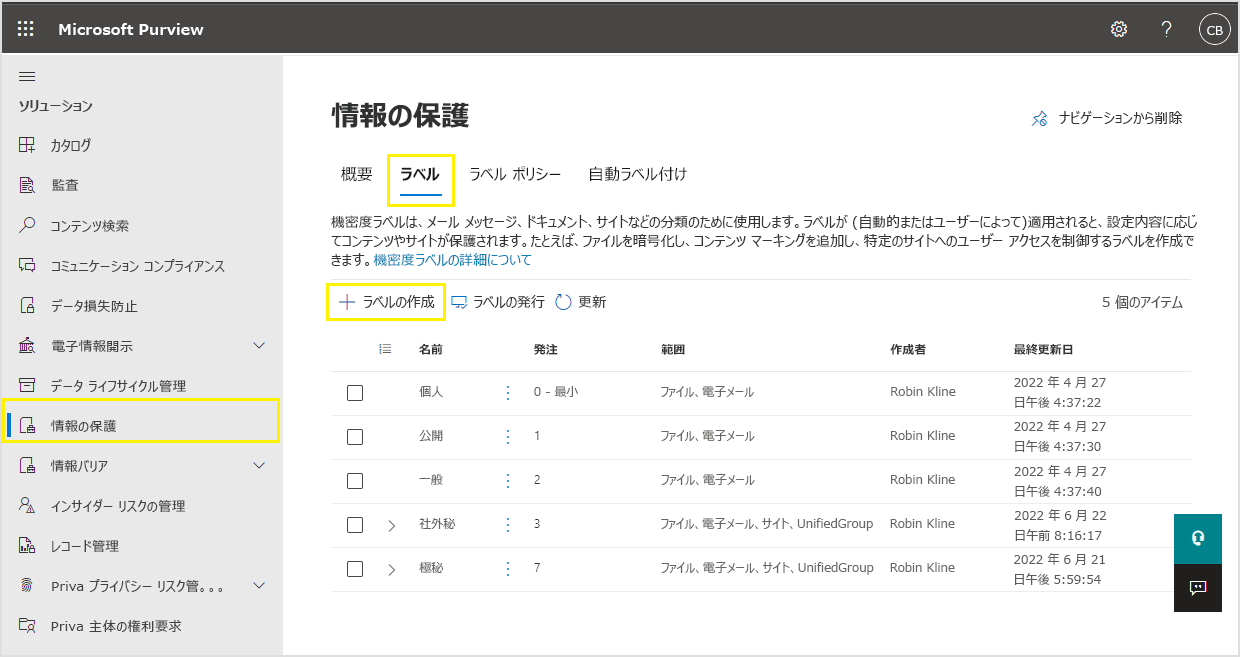 Microsoft Purview
CB
ソリューション
カタログ
監査
コンテンツ検索
コミュニケーション コンプライアンス
データ損失防止
電子情報開示
データ ライフサイクル管理
情報の保護
情報バリア
インサイダー リスクの管理
レコード管理
Priva プライバシー リスク管。。。
Priva 主体の権利要求
情報の保護
ナビゲーションから削除
概要 ラベル ラベル ポリシー 自動ラベル付け
機密度ラベルは、メール メッセージ、ドキュメント、サイトなどの分類のために使用します。ラベルが (自動的またはユーザーによって)適用されると、設定内容に応じ
てコンテンツやサイトが保護されます。たとえば、ファイルを暗号化し、コンテンツ マーキングを追加し、特定のサイトへのユーザー アクセスを制御するラベルを作成で
きます。機密度ラベルの詳細について
ラベルの作成 ラベルの発行 更新 5 個のアイテム
名前 発注 範囲 作成者 最終更新日
個人 0 - 最小 ファイル、電子メール Robin Kline 2022 年 4 月 27
日午後 4:37:22
公開 1 ファイル、電子メール Robin Kline 2022 年 4 月 27
日午後 4:37:30
一般 2 ファイル、電子メール Robin Kline 2022 年 4 月 27
日午後 4:37:40
社外秘 3 ファイル、電子メール、サイト、UnifiedGroup Robin Kline 2022 年 6 月 22
日午前 8:16:17
極秘 7 ファイル、電子メール、サイト、UnifiedGroup Robin Kline 2022 年 6 月 21
日午後 5:59:54